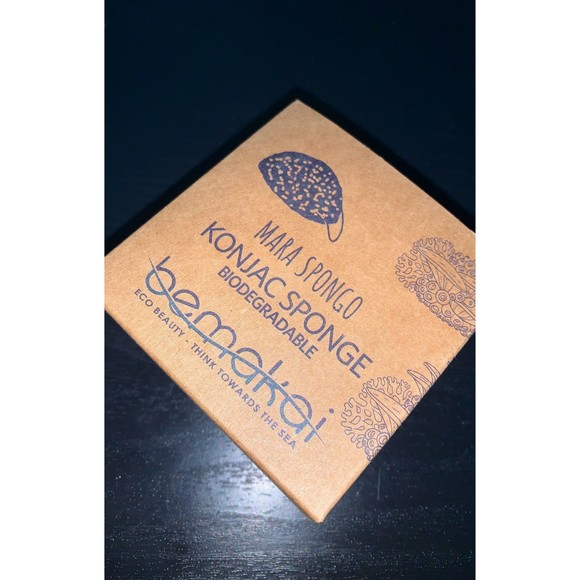 MARA SPONGO
KONJAC SPONGE
BIODEGRADABLE
bemakai
ECO BEAUTY - THINK TOWARDS THE SEA